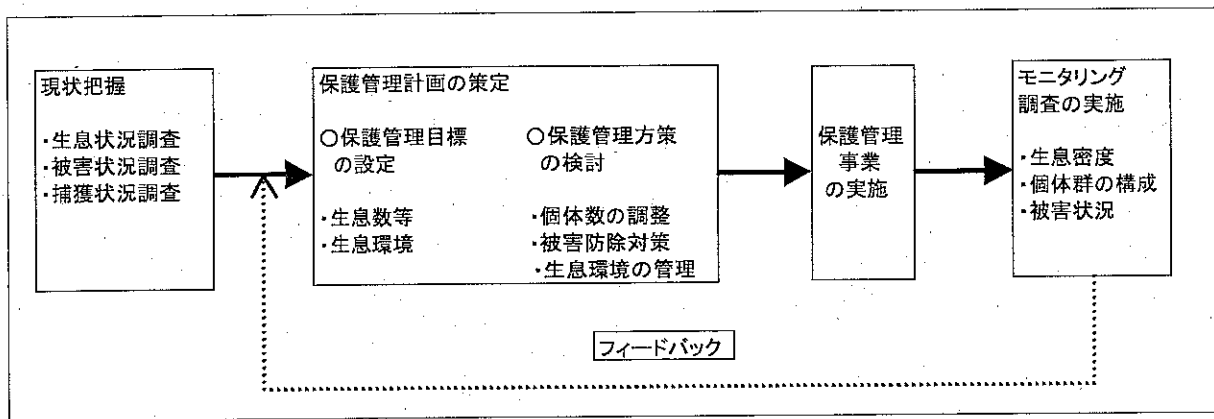 現状把握
・生息状況調査
・被害状況調査
・捕獲状況調査
保護管理計画の策定
○保護管理目標
の設定
・生息数等
・生息環境
○保護管理方策
の検討
・個体数の調整
・被害防除対策
・生息環境の管理
保護管理
事業
の実施
モニタリング
調査の実施
・生息密度
・個体群の構成
・被害状況
フィードバック